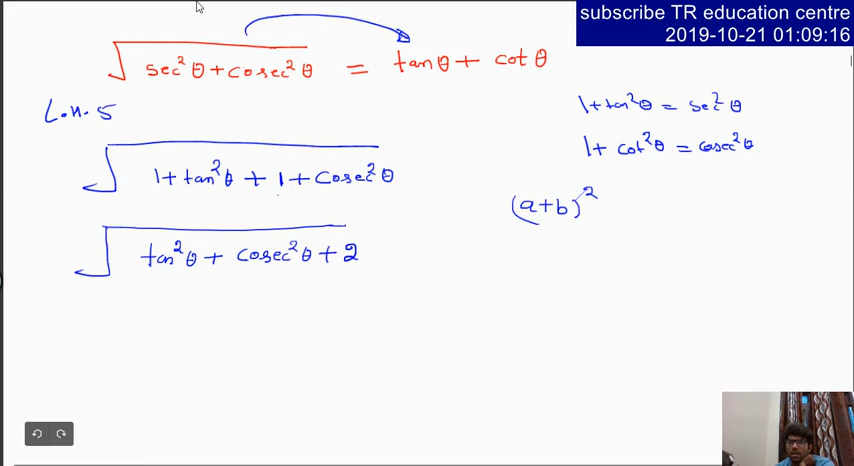 subscribe TR education centre
2019-10-21 01:09:16
√sec²θ+cosec²θ = tanθ+ cotθ
L.H.S
1+tan²θ = sec²θ
1+ cot²θ = cosec²θ
√1+tan²θ + 1+cosec²θ
(a+b)²
√tan²θ + cosec²θ +2